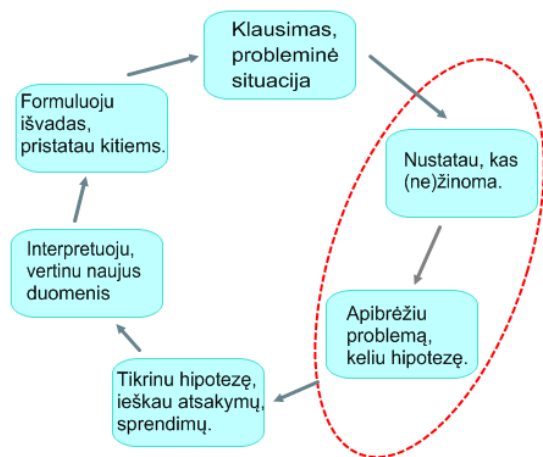 Klausimas,
probleminė
situacija
Nustatau, kas
(ne)žinoma.
Apibrėžiu
problemą,
keliu hipotezę.
Tikrinu hipotezę,
ieškau atsakymų,
sprendimų.
Interpretuoju,
vertinu naujus
duomenis
Formuluoju
išvadas,
pristatau kitiems.